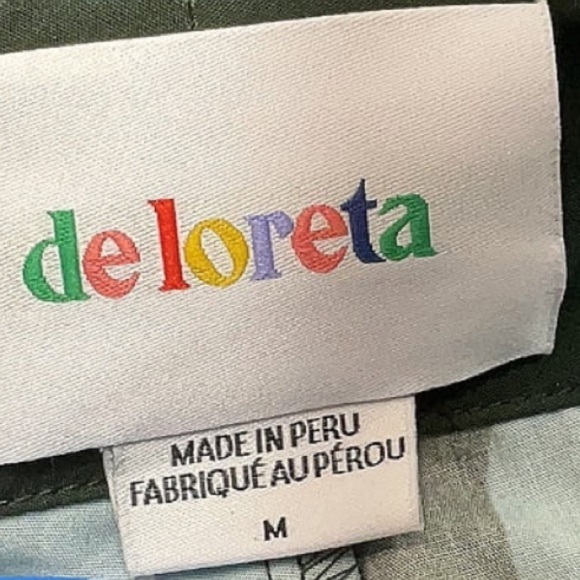 de loreta
MADE IN PERU
FABRIQUÉ AU PÉROU
M